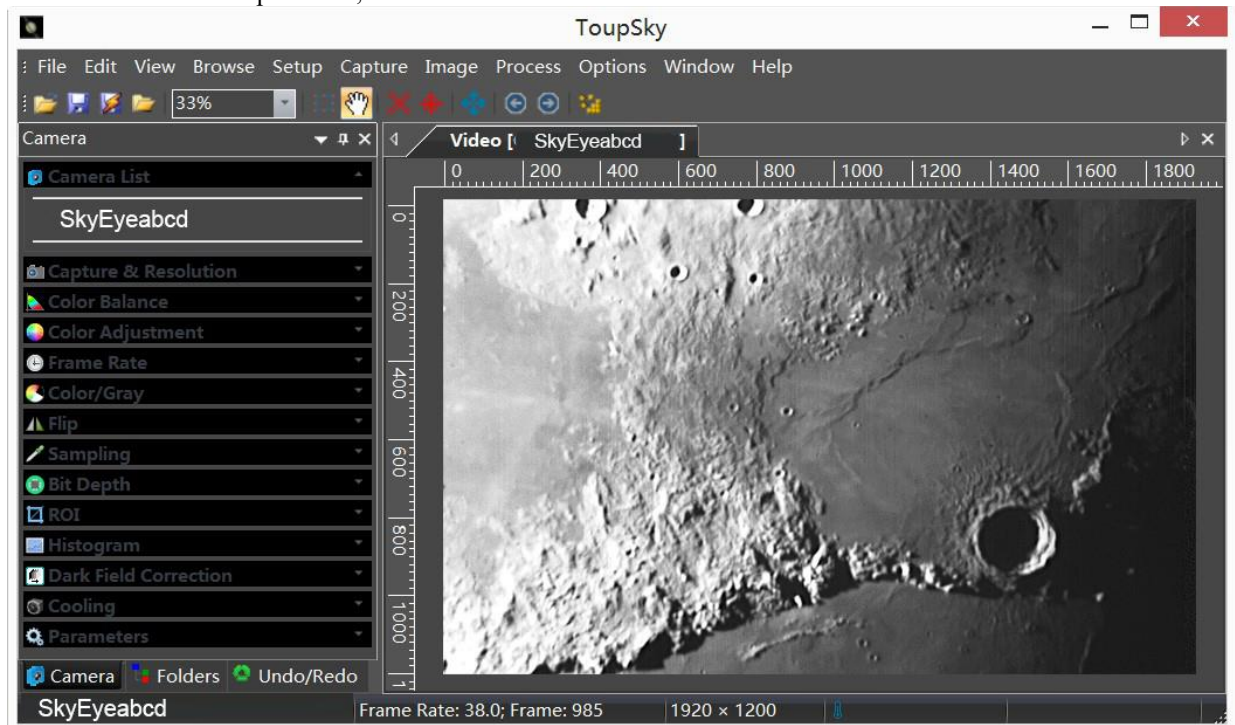 ToupSky
File Edit View Browse Setup Capture Image Process Options Window Help
33%
Camera
Video [ SkyEyeabcd ]
Camera List
0 200 400 600 800 1000 1200 1400 1600 1800
SkyEyeabcd
0
Capture & Resolution
Color Balance
200
Color Adjustment
Frame Rate
Color/Gray
400
Flip
Sampling
600
Bit Depth
ROI
Histogram
800
Dark Field Correction
Cooling
Parameters
1000
Camera Folders Undo/Redo
SkyEyeabcd
Frame Rate: 38.0; Frame: 985
1920 × 1200